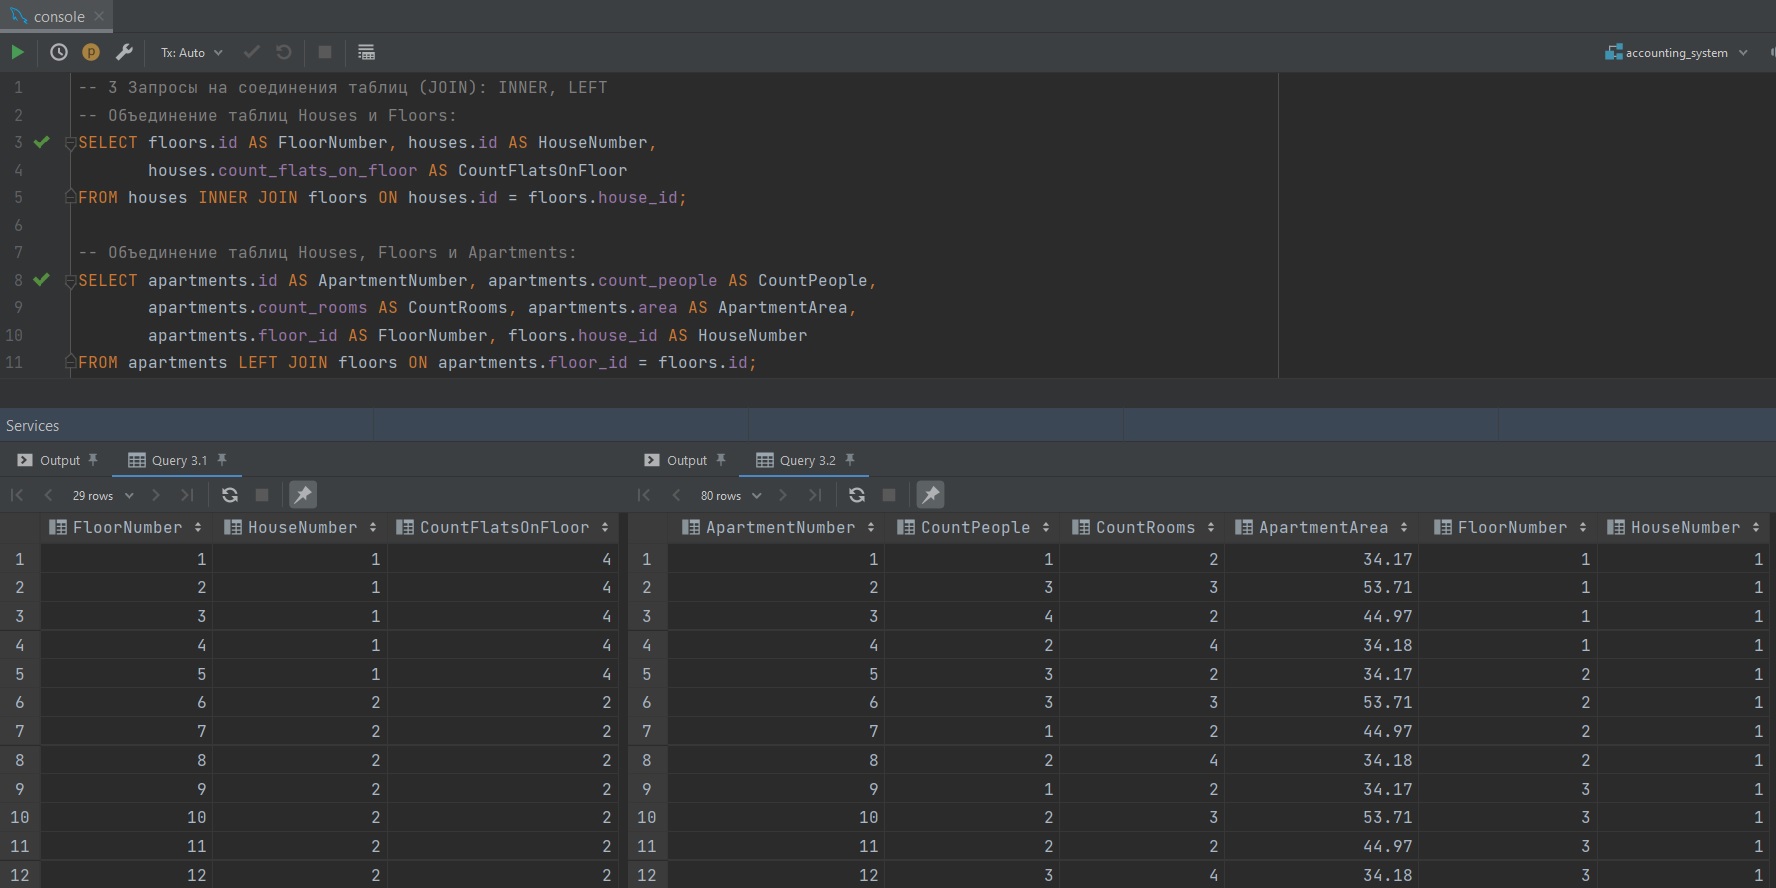 console
Tx: Auto
accounting_system
1 -- 3 Запросы на соединения таблиц (JOIN): INNER, LEFT
2 -- Объединение таблиц Houses и Floors:
3 SELECT floors.id AS FloorNumber, houses.id AS HouseNumber,
4 houses.count_flats_on_floor AS CountFlatsOnFloor
5 FROM houses INNER JOIN floors ON houses.id = floors.house_id;
6
7 -- Объединение таблиц Houses, Floors и Apartments:
8 SELECT apartments.id AS ApartmentNumber, apartments.count_people AS CountPeople,
9 apartments.count_rooms AS CountRooms, apartments.area AS ApartmentArea,
10 apartments.floor_id AS FloorNumber, floors.house_id AS HouseNumber
11 FROM apartments LEFT JOIN floors ON apartments.floor_id = floors.id;
Services
Output Query 3.1
29 rows
FloorNumber HouseNumber CountFlatsOnFloor
1 1 1 4
2 2 1 4
3 3 1 4
4 4 1 4
5 5 1 4
6 6 2 2
7 7 2 2
8 8 2 2
9 9 2 2
10 10 2 2
11 11 2 2
12 12 2 2
Output Query 3.2
80 rows
ApartmentNumber CountPeople CountRooms ApartmentArea FloorNumber HouseNumber
1 1 1 2 34.17 1 1
2 2 3 3 53.71 1 1
3 3 4 2 44.97 1 1
4 4 2 4 34.18 1 1
5 5 3 2 34.17 2 1
6 6 3 3 53.71 2 1
7 7 1 2 44.97 2 1
8 8 2 4 34.18 2 1
9 9 1 2 34.17 3 1
10 10 2 3 53.71 3 1
11 11 2 2 44.97 3 1
12 12 3 4 34.18 3 1